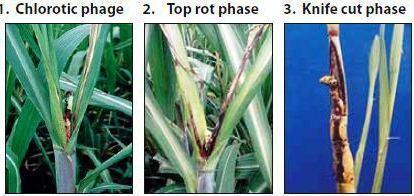 1. Chlorotic phage
2. Top rot phase
3. Knife cut phase